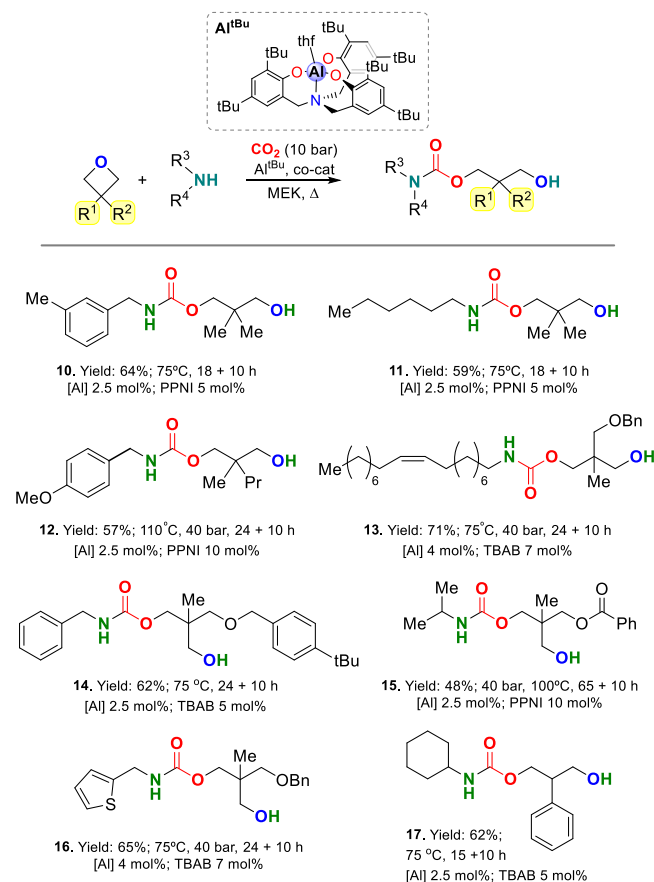 Al^tBu
thf
tBu
tBu
tBu
tBu
tBu
tBu
O
O
O
Al
N
O
R1 R2
+
R3
NH
R4
CO2 (10 bar)
Al^tBu, co-cat
MEK, Δ
R3
N
R4
O
O
OH
R1 R2
Me
N
H
O
O
OH
Me Me
10. Yield: 64%; 75ºC, 18 + 10 h
[Al] 2.5 mol%; PPNI 5 mol%
Me
N
H
O
O
OH
Me Me
11. Yield: 59%; 75ºC, 18 + 10 h
[Al] 2.5 mol%; PPNI 5 mol%
MeO
N
H
O
O
OH
Me Pr
12. Yield: 57%; 110°C, 40 bar, 24 + 10 h
[Al] 2.5 mol%; PPNI 10 mol%
Me
6
6
H
N
O
O
OBn
OH
Me
13. Yield: 71%; 75°C, 40 bar, 24 + 10 h
[Al] 4 mol%; TBAB 7 mol%
N
H
O
O
Me
O
OH
tBu
14. Yield: 62%; 75 ºC, 24 + 10 h
[Al] 2.5 mol%; TBAB 5 mol%
Me
Me
N
H
O
O
Me
O
O
Ph
OH
15. Yield: 48%; 40 bar, 100ºC, 65 + 10 h
[Al] 2.5 mol%; PPNI 10 mol%
S
N
H
O
O
Me
OBn
OH
16. Yield: 65%; 75ºC, 40 bar, 24 + 10 h
[Al] 4 mol%; TBAB 7 mol%
N
H
O
O
OH
17. Yield: 62%;
75 ºC, 15 +10 h
[Al] 2.5 mol%; TBAB 5 mol%